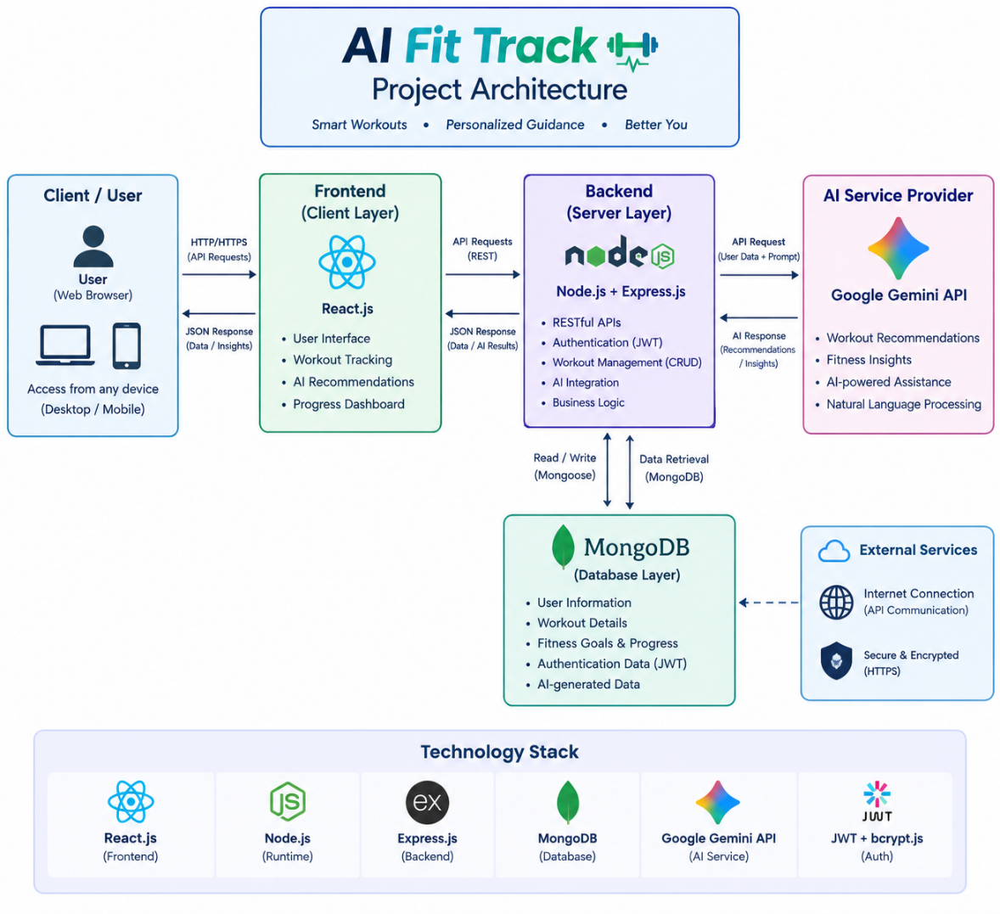 AI Fit Track
Project Architecture
Smart Workouts • Personalized Guidance • Better You
Client / User
User
(Web Browser)
Access from any device
(Desktop / Mobile)
HTTP/HTTPS
(API Requests)
JSON Response
(Data / Insights)
Frontend
(Client Layer)
React.js
• User Interface
• Workout Tracking
• AI Recommendations
• Progress Dashboard
API Requests
(REST)
JSON Response
(Data / AI Results)
Backend
(Server Layer)
node JS
Node.js + Express.js
• RESTful APIs
• Authentication (JWT)
• Workout Management (CRUD)
• AI Integration
• Business Logic
API Request
(User Data + Prompt)
AI Response
(Recommendations
/ Insights)
AI Service Provider
Google Gemini API
• Workout Recommendations
• Fitness Insights
• AI-powered Assistance
• Natural Language Processing
Read / Write
(Mongoose)
Data Retrieval
(MongoDB)
MongoDB
(Database Layer)
• User Information
• Workout Details
• Fitness Goals & Progress
• Authentication Data (JWT)
• AI-generated Data
External Services
Internet Connection
(API Communication)
Secure & Encrypted
(HTTPS)
Technology Stack
React.js
(Frontend)
JS
Node.js
(Runtime)
ex
Express.js
(Backend)
MongoDB
(Database)
Google Gemini API
(AI Service)
JWT
JWT + bcrypt.js
(Auth)